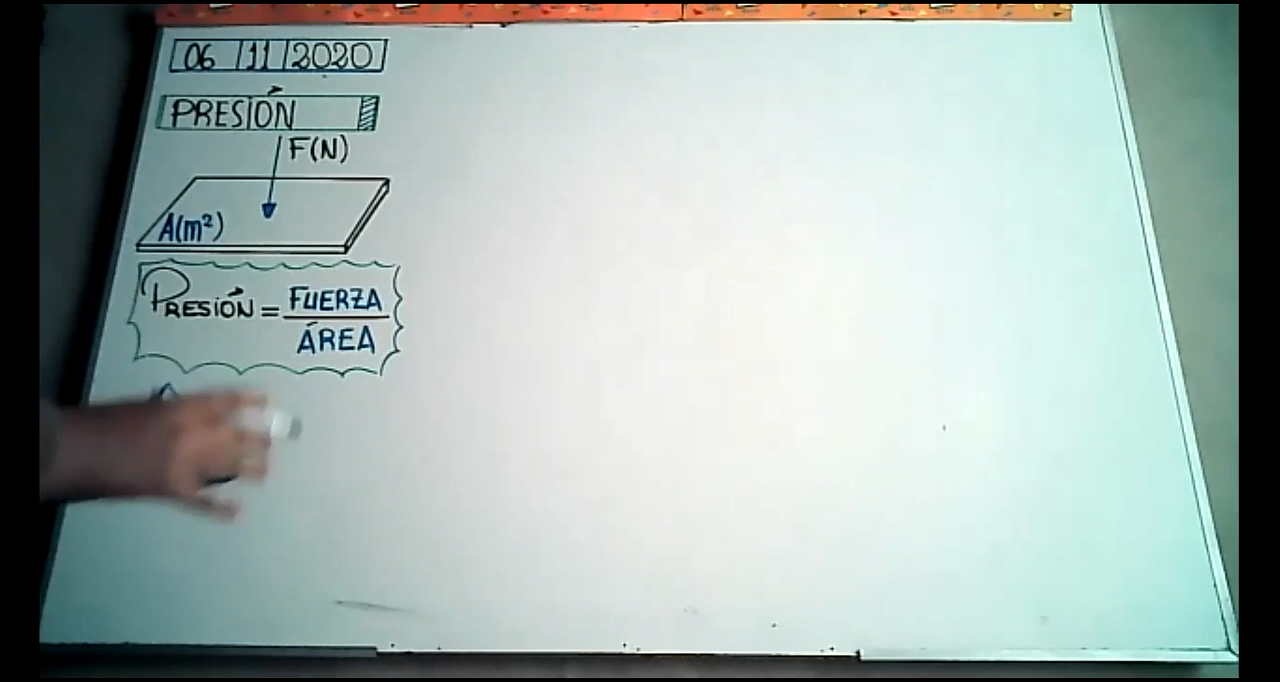 06 11 2020
PRESIÓN
F(N)
A(m²)
PRESIÓN = FUERZA
ÁREA